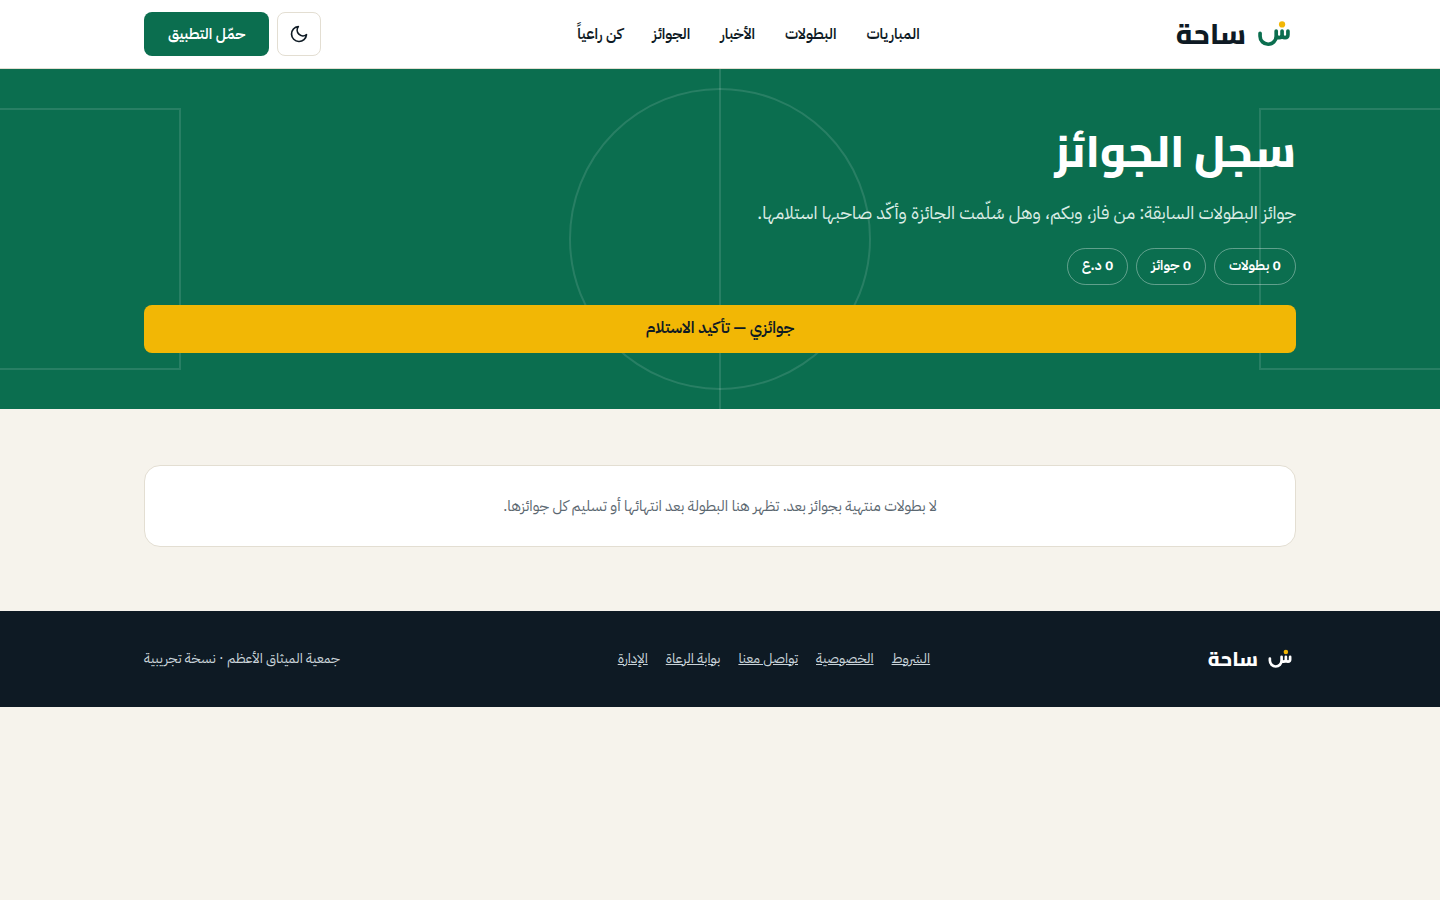 ساحة
المباريات
البطولات
الأخبار
الجوائز
كن راعياً
حمّل التطبيق
سجل الجوائز
جوائز البطولات السابقة: من فاز، وبكم، وهل سُلّمت الجائزة وأكّد صاحبها استلامها.
0 بطولات
0 جوائز
0 د.ع
جوائزي — تأكيد الاستلام
لا بطولات منتهية بجوائز بعد. تظهر هنا البطولة بعد انتهائها أو تسليم كل جوائزها.
ساحة
الشروط
الخصوصية
تواصل معنا
بوابة الرعاة
الإدارة
جمعية الميثاق الأعظم · نسخة تجريبية